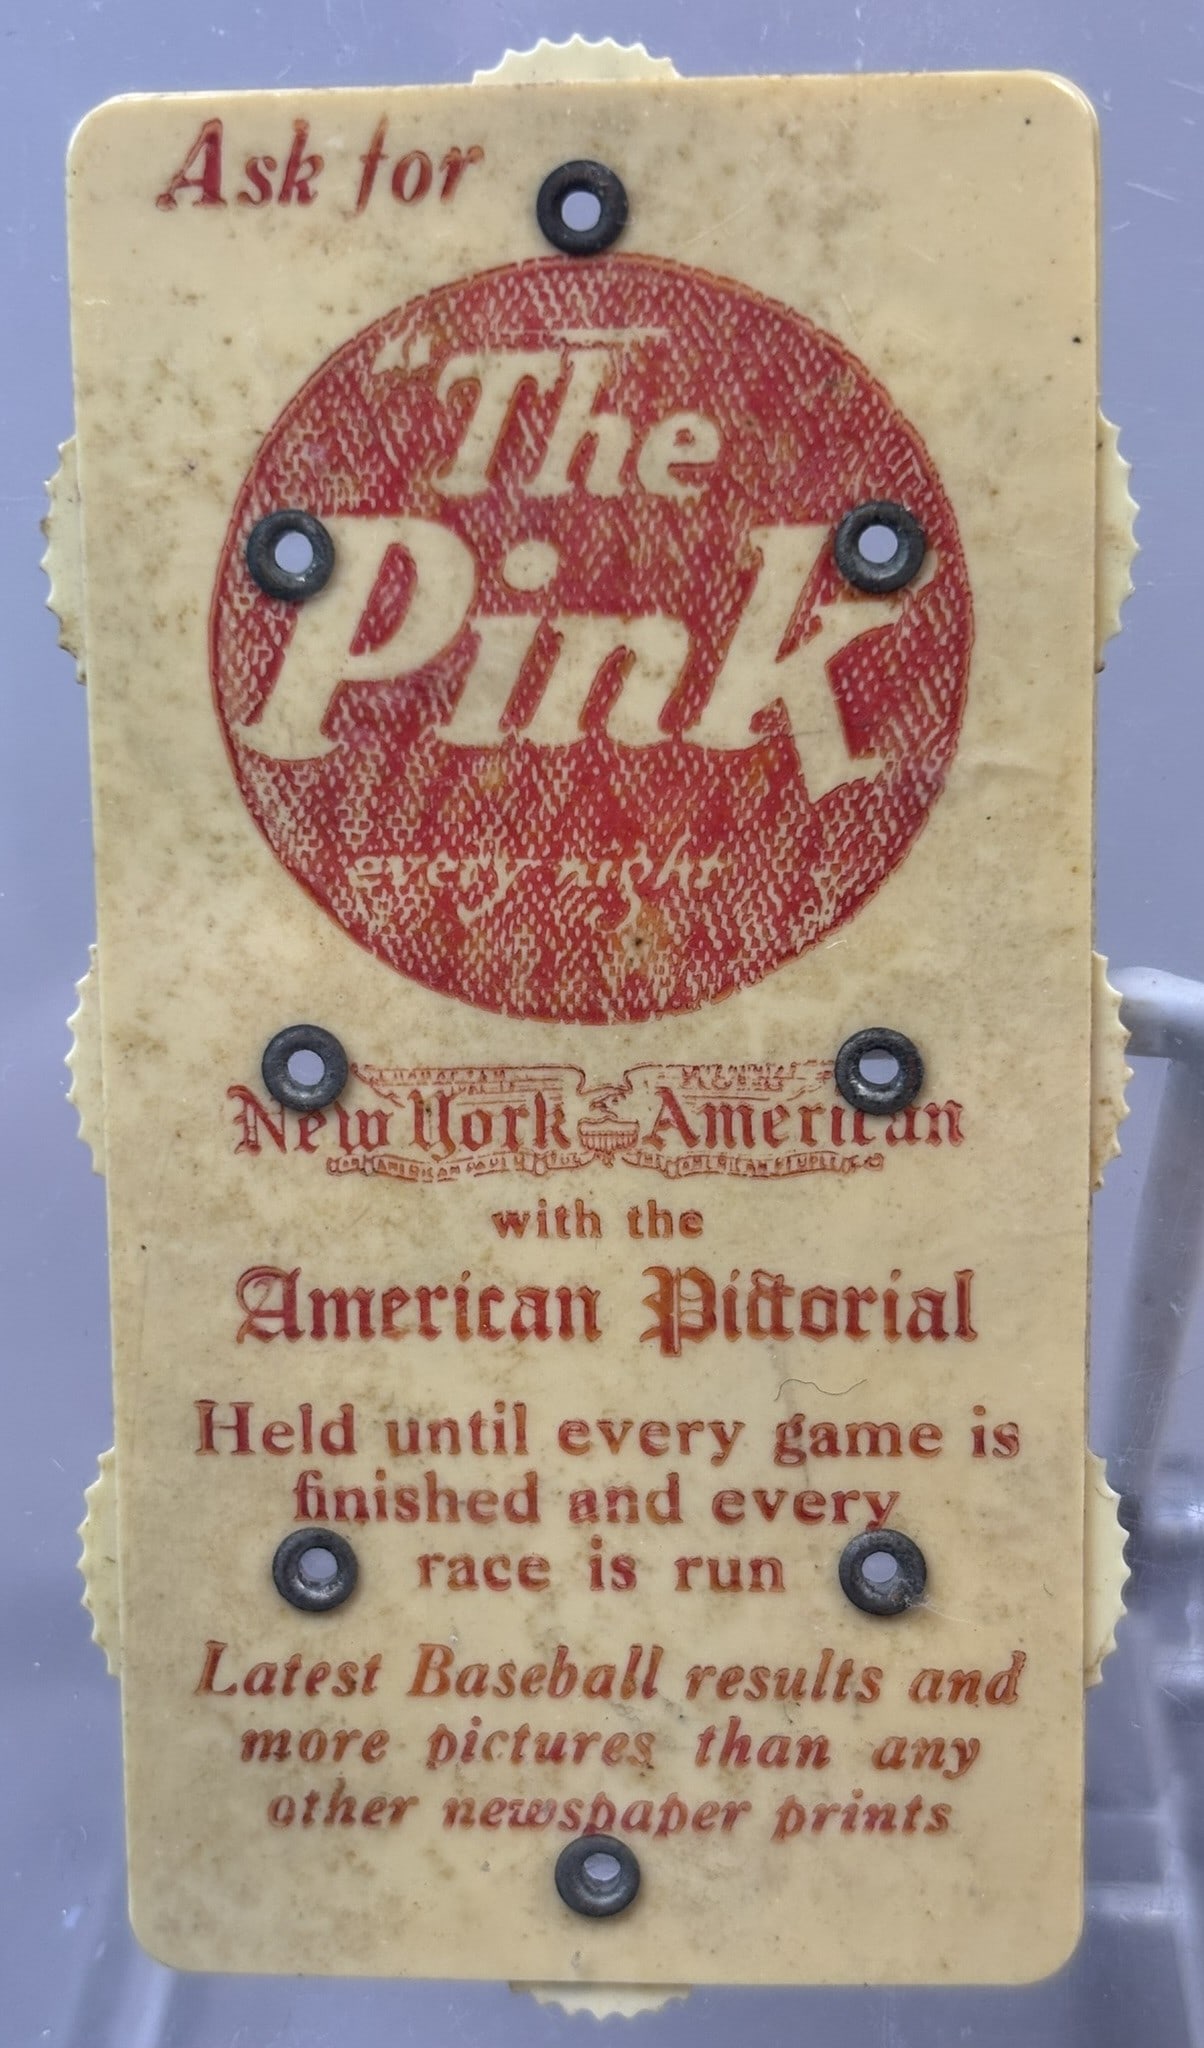 Ask for
"The
Pink
every night
New York American
with the
American Pictorial
Held until every game is
finished and every
race is run
Latest Baseball results and
more pictures than any
other newspaper prints